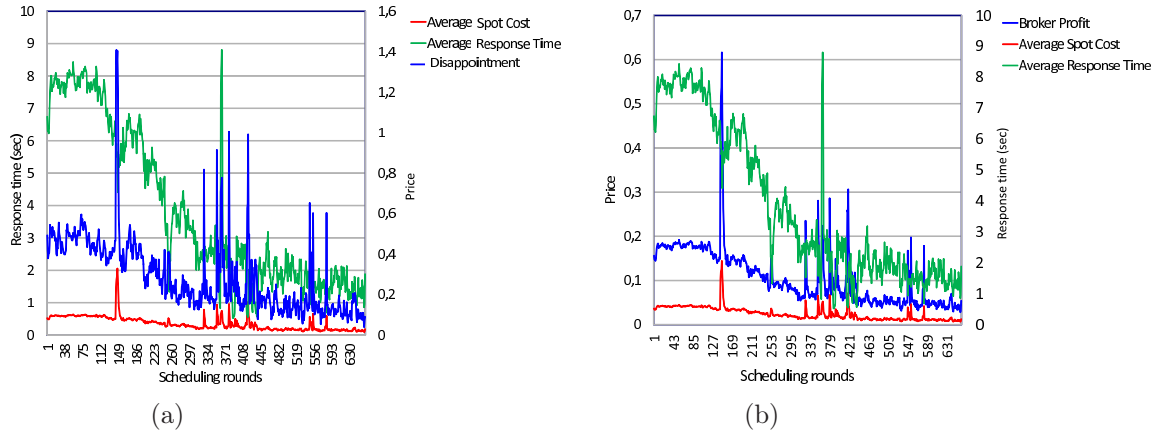 10
9
8
7
6
5
4
3
2
1
0
Response time (sec)
1,6
1,4
1,2
1
0,8
0,6
0,4
0,2
0
Price
Average Spot Cost
Average Response Time
Disappointment
1 38 75 112 149 186 223 260 297 334 371 408 445 482 519 556 593 630
Scheduling rounds
(a)
0,7
0,6
0,5
0,4
0,3
0,2
0,1
0
Price
10
9
8
7
6
5
4
3
2
1
0
Response time (sec)
Broker Profit
Average Spot Cost
Average Response Time
1 43 85 127 169 211 253 295 337 379 421 463 505 547 589 631
Scheduling rounds
(b)